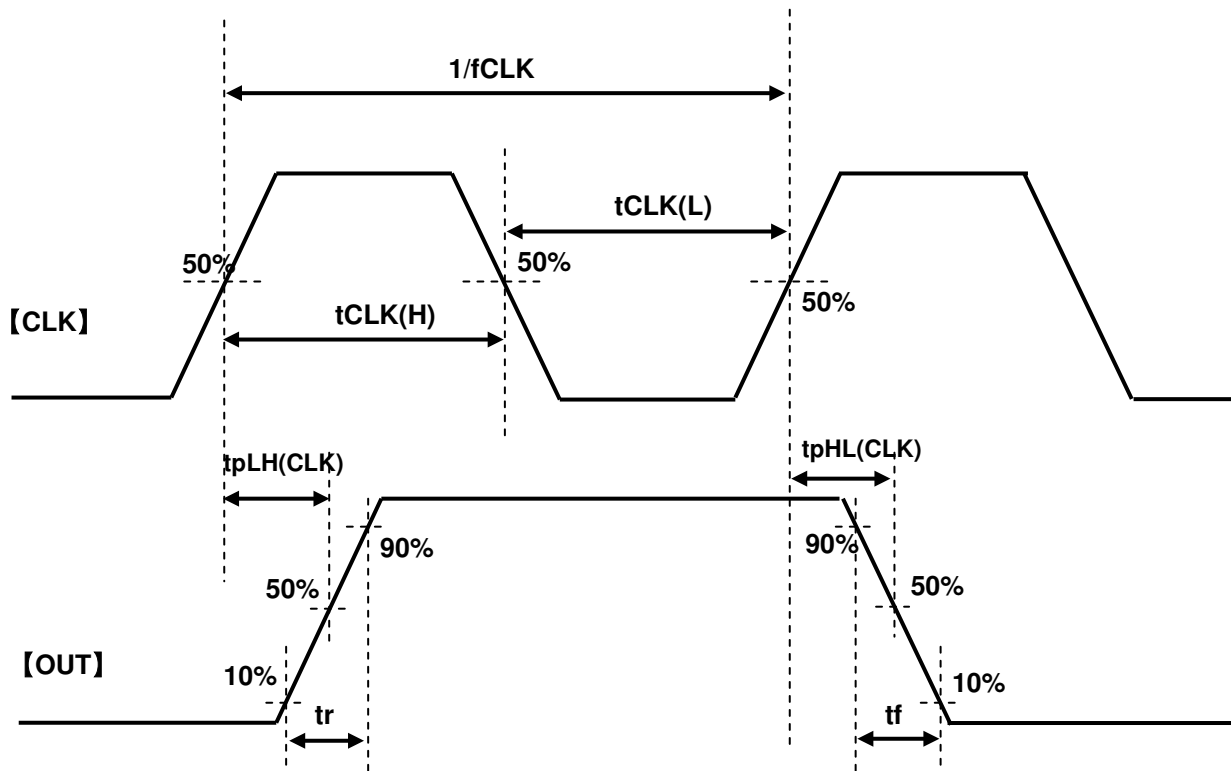 1/fCLK
tCLK(L)
50%
50%
50%
tCLK(H)
【CLK】
tpLH(CLK)
tpHL(CLK)
90%
90%
50%
50%
【OUT】
10%
10%
tr
tf